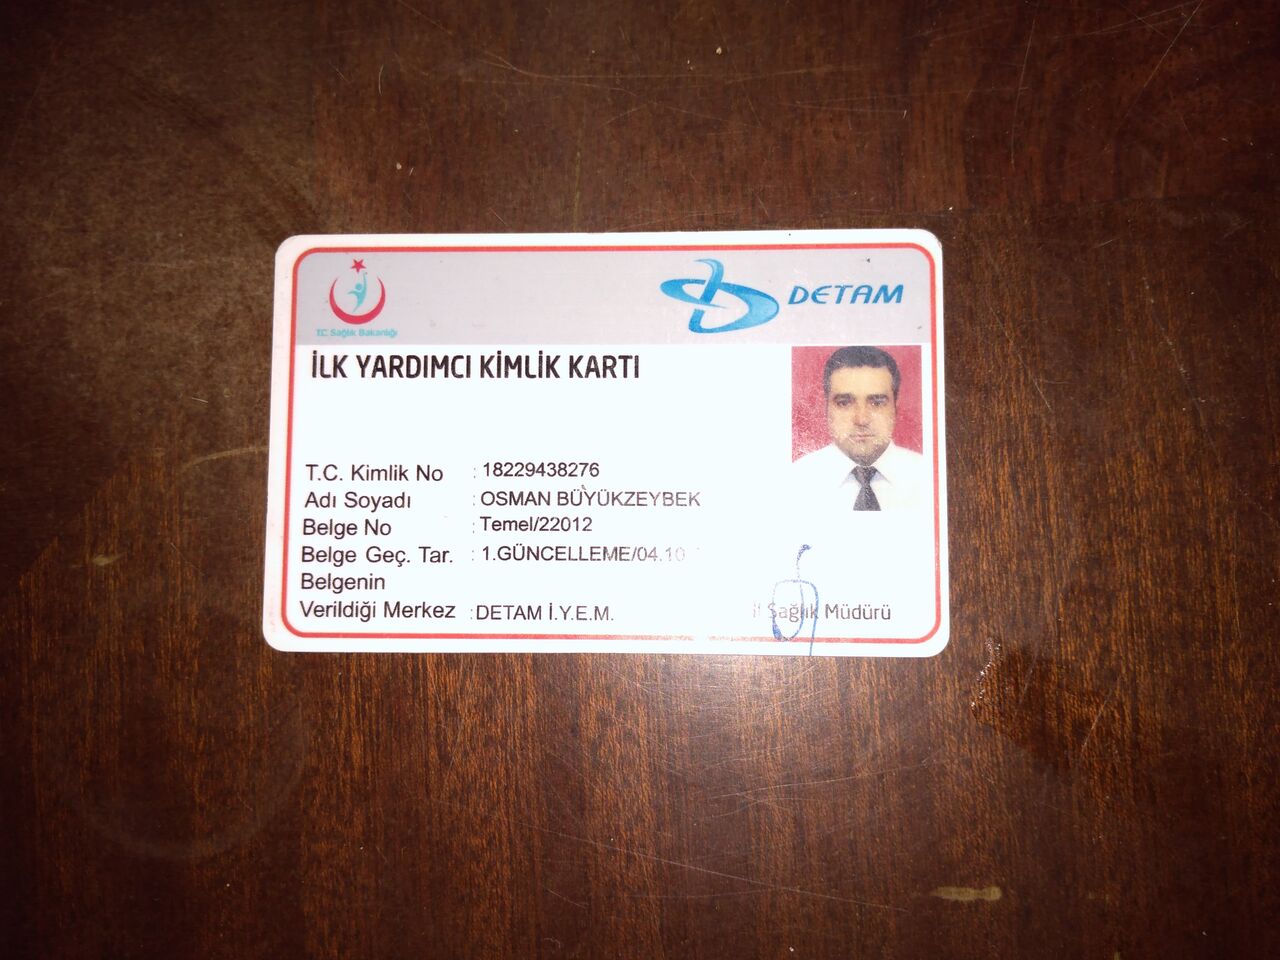 T.C. Sağlık Bakanlığı
DETAM
İLK YARDIMCI KİMLİK KARTI
T.C. Kimlik No : 18229438276
Adı Soyadı : OSMAN BÜYÜKZEYBEK
Belge No : Temel/22012
Belge Geç. Tar. : 1.GÜNCELLEME/04.10
Belgenin
Verildiği Merkez : DETAM İ.Y.E.M.
İl Sağlık Müdürü